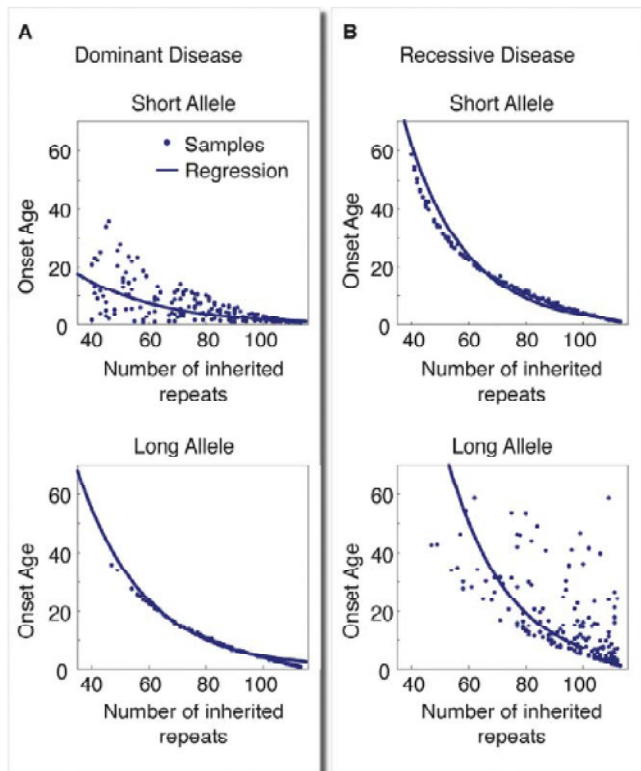 A
Dominant Disease
Short Allele
Samples
Regression
Onset Age
60
40
20
0
40 60 80 100
Number of inherited
repeats
Long Allele
Onset Age
60
40
20
0
40 60 80 100
Number of inherited
repeats
B
Recessive Disease
Short Allele
Onset Age
60
40
20
0
40 60 80 100
Number of inherited
repeats
Long Allele
Onset Age
60
40
20
0
40 60 80 100
Number of inherited
repeats